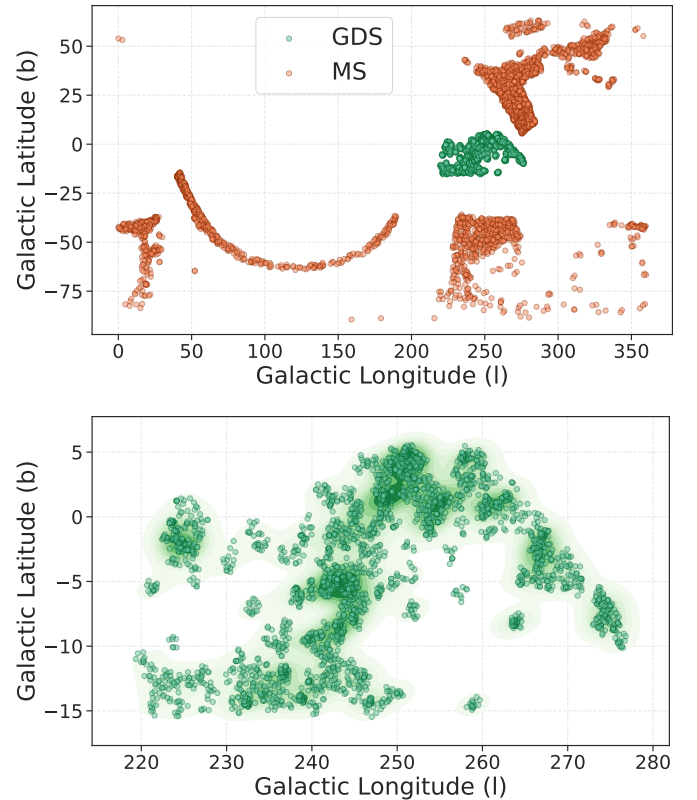 GDS
MS
Galactic Latitude (b)
50
25
0
−25
−50
−75
0 50 100 150 200 250 300 350
Galactic Longitude (l)
Galactic Latitude (b)
5
0
−5
−10
−15
220 230 240 250 260 270 280
Galactic Longitude (l)